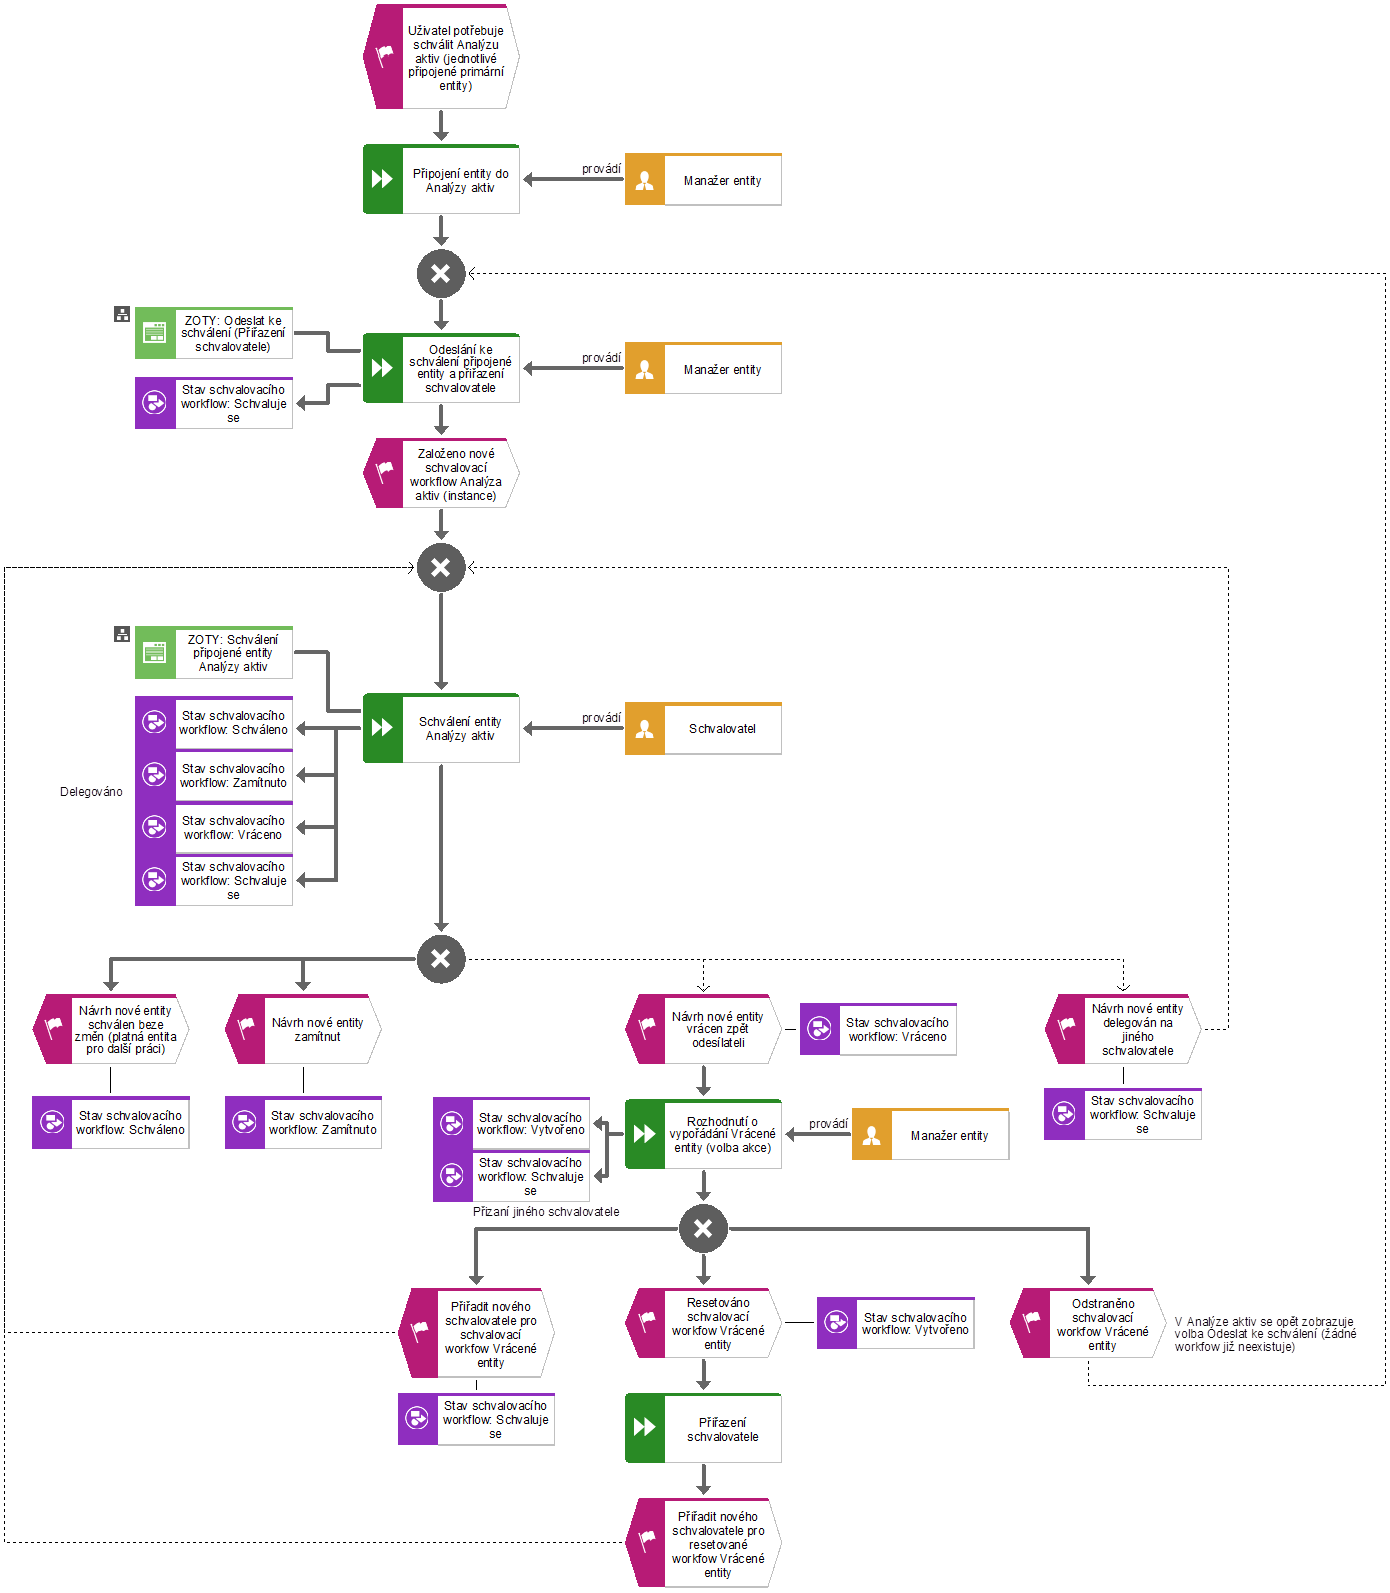 Uživatel potřebuje
schválit Analýzu
aktiv (jednotlivé
připojené primární
entity)
Připojení entity do
Analýzy aktiv
provádí
Manažer entity
ZOTY: Odeslat ke
schválení (Přiřazení
schvalovatele)
Stav schvalovacího
workflow: Schvaluje
se
Odeslání ke
schválení připojené
entity a přiřazení
schvalovatele
provádí
Manažer entity
Založeno nové
schvalovací
workflow Analýza
aktiv (instance)
ZOTY: Schválení
připojené entity
Analýzy aktiv
Stav schvalovacího
workflow: Schváleno
Stav schvalovacího
workflow: Zamítnuto
Delegováno
Stav schvalovacího
workflow: Vráceno
Stav schvalovacího
workflow: Schvaluje
se
Schválení entity
Analýzy aktiv
provádí
Schvalovatel
Návrh nové entity
schválen beze
změn (platná entita
pro další práci)
Návrh nové entity
zamítnut
Návrh nové entity
vrácen zpět
odesílateli
Stav schvalovacího
workflow: Vráceno
Návrh nové entity
delegován na
jiného
schvalovatele
Stav schvalovacího
workflow: Schváleno
Stav schvalovacího
workflow: Zamítnuto
Stav schvalovacího
workflow: Schvaluje
se
Stav schvalovacího
workflow: Vytvořeno
Stav schvalovacího
workflow: Schvaluje
se
Přizaní jiného schvalovatele
Rozhodnutí o
vypořádání Vrácené
entity (volba akce)
provádí
Manažer entity
Přiřadit nového
schvalovatele pro
schvalovací
workfow Vrácené
entity
Stav schvalovacího
workflow: Schvaluje
se
Resetováno
schvalovací
workfow Vrácené
entity
Stav schvalovacího
workflow: Vytvořeno
Odstraněno
schvalovací
workfow Vrácené
entity
V Analýze aktiv se opět zobrazuje
volba Odeslat ke schválení (žádné
workfow již neexistuje)
Přiřazení
schvalovatele
Přiřadit nového
schvalovatele pro
resetované
workfow Vrácené
entity